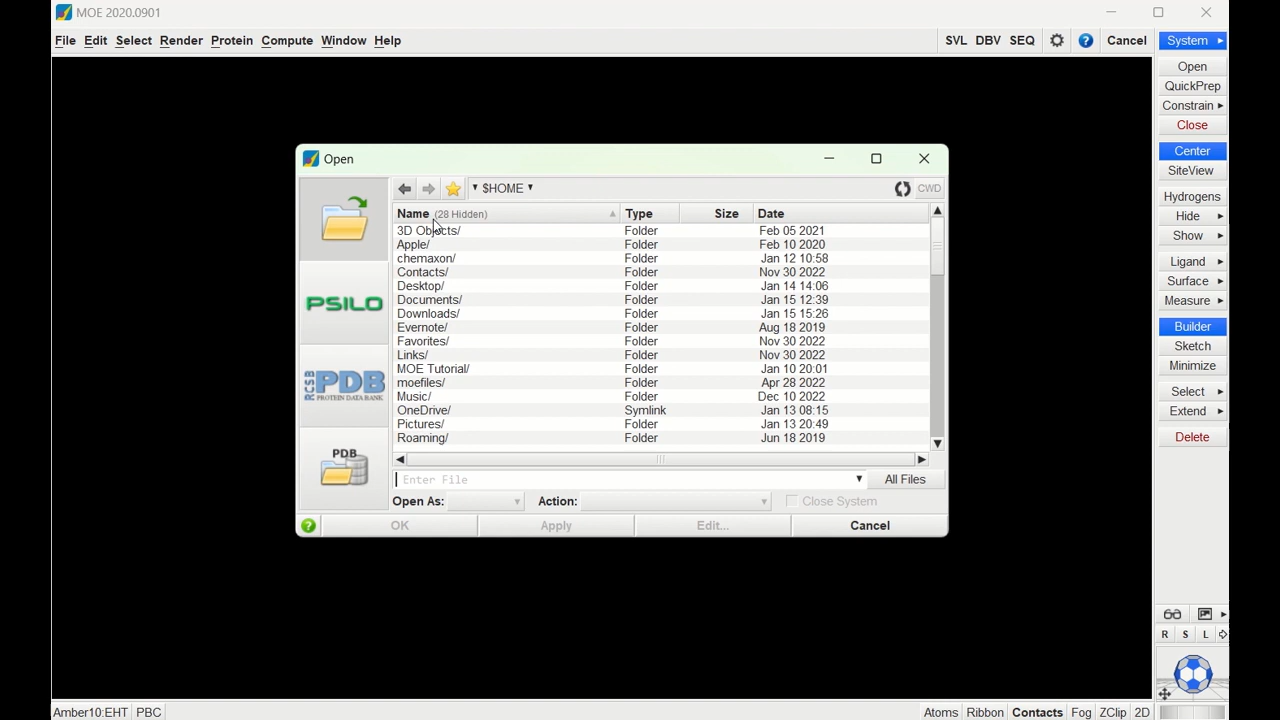 MOE 2020.0901
File Edit Select Render Protein Compute Window Help
SVL DBV SEQ Cancel
System
Open
QuickPrep
Constrain
Close
Center
SiteView
Hydrogens
Hide
Show
Ligand
Surface
Measure
Builder
Sketch
Minimize
Select
Extend
Delete
R S L
Open
$HOME CWD
Name (28 Hidden) Type Size Date
3D Objects/ Folder Feb 05 2021
Apple/ Folder Feb 10 2020
chemaxon/ Folder Jan 12 10:58
Contacts/ Folder Nov 30 2022
Desktop/ Folder Jan 14 14:06
Documents/ Folder Jan 15 12:39
Downloads/ Folder Jan 15 15:26
Evernote/ Folder Aug 18 2019
Favorites/ Folder Nov 30 2022
Links/ Folder Nov 30 2022
MOE Tutorial/ Folder Jan 10 20:01
moefiles/ Folder Apr 28 2022
Music/ Folder Dec 10 2022
OneDrive/ Symlink Jan 13 08:15
Pictures/ Folder Jan 13 20:49
Roaming/ Folder Jun 18 2019
PSILO
RCSB PDB
PROTEIN DATA BANK
PDB
Enter File All Files
Open As: Action: Close System
? OK Apply Edit... Cancel
Amber10:EHT PBC
Atoms Ribbon Contacts Fog ZClip 2D